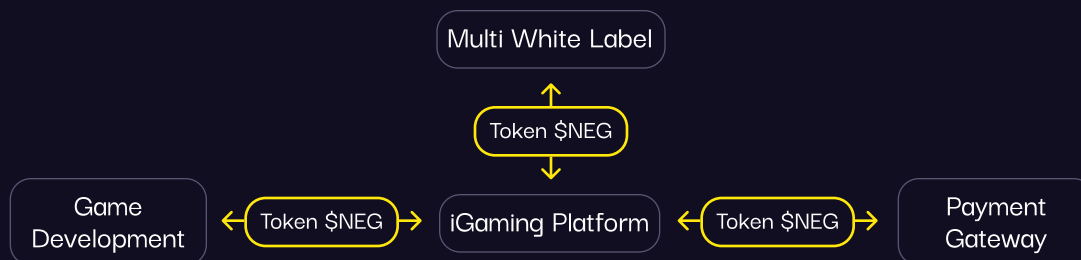 Multi White Label
Token $NEG
Game
Development
Token $NEG
iGaming Platform
Token $NEG
Payment
Gateway